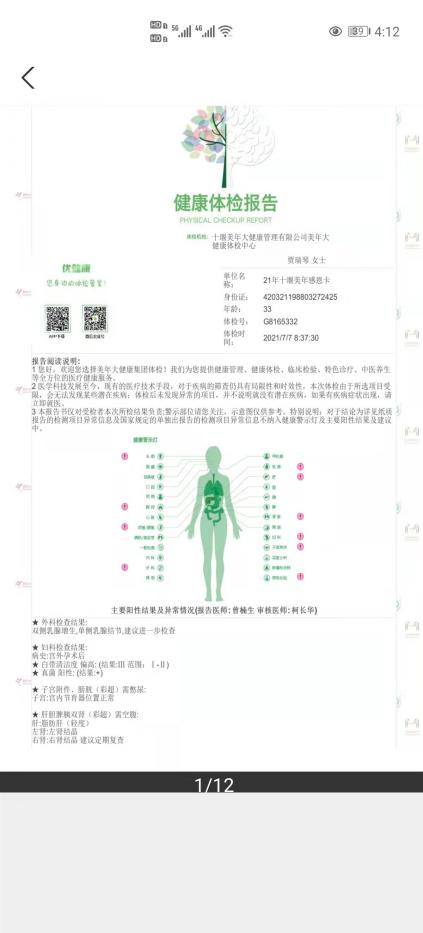 HD 1 5G 4G
HD 2
39 4:12
健康体检报告
PHYSICAL CHECKUP REPORT
体检机构: 十堰美年大健康管理有限公司美年大
健康体检中心
贾瑞琴 女士
优健康
您身边的体检管家!
APP下载
微信公众号
单位名
称: 21年十堰美年感恩卡
身份证: 420321198803272425
年龄: 33
体检号: G8165332
体检时
间: 2021/7/7 8:37:30
报告阅读说明:
1 您好,欢迎您选择美年大健康集团体检!我们为您提供健康管理、健康体检、临床检验、特色诊疗、中医养生
等全方位的医疗健康服务。
2 医学科技发展至今,现有的医疗技术手段,对于疾病的筛查仍具有局限性和时效性,本次体检由于所选项目受
限,会无法发现某些潜在疾病;体检后未发现异常的项目,并不说明就没有潜在疾病,如果有疾病症状出现,请
立即就医。
3 本报告书仅对受检者本次所检结果负责;警示部位请您关注,示意图仅供参考。特别说明:对于结论为详见纸质
报告的检测项目异常信息及国家规定的单独出报告的检测项目异常信息不纳入健康警示灯及主要阳性结果及建议
中。
健康警示灯
主要阳性结果及异常情况(报告医师:曾楠生 审核医师:柯长华)
★ 外科检查结果:
双侧乳腺增生,单侧乳腺结节,建议进一步检查
★ 妇科检查结果:
病史:宫外孕术后
★ 白带清洁度 偏高: (结果:Ⅲ 范围: Ⅰ-Ⅱ)
★ 真菌 阳性: (结果:+)
★ 子宫附件、膀胱(彩超)需憋尿:
子宫:宫内节育器位置正常
★ 肝胆脾胰双肾(彩超)需空腹:
肝:脂肪肝(轻度)
左肾:左肾结晶
右肾:右肾结晶 建议定期复查
1/12